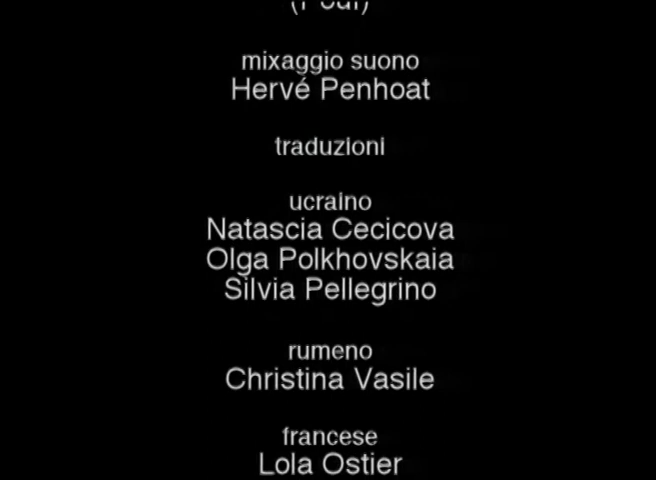 mixaggio suono
Hervé Penhoat
traduzioni
ucraino
Natascia Cecicova
Olga Polkhovskaia
Silvia Pellegrino
rumeno
Christina Vasile
francese
Lola Ostier